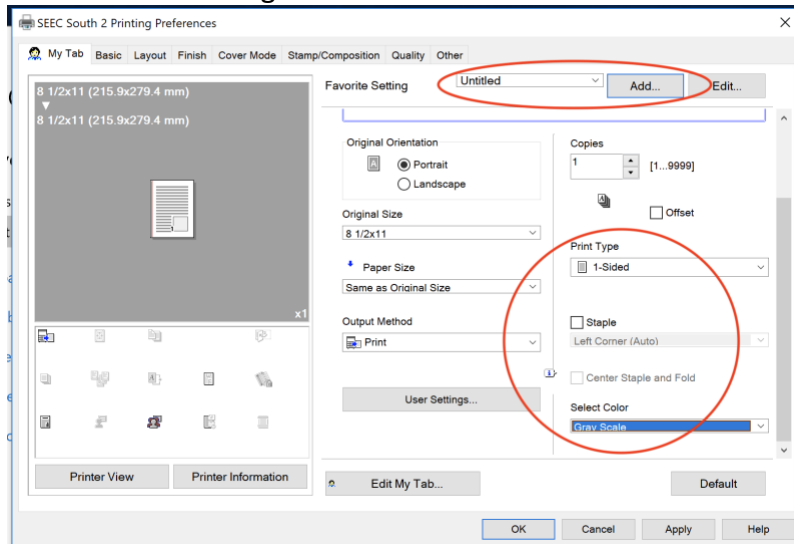 SEEC South 2 Printing Preferences
My Tab Basic Layout Finish Cover Mode Stamp/Composition Quality Other
8 1/2x11 (215.9x279.4 mm)
8 1/2x11 (215.9x279.4 mm)
x1
Printer View Printer Information
Favorite Setting Untitled Add... Edit...
Original Orientation
Portrait
Landscape
Original Size
8 1/2x11
Paper Size
Same as Original Size
Output Method
Print
User Settings...
Copies
1 [1...9999]
Offset
Print Type
1-Sided
Staple
Left Corner (Auto)
Center Staple and Fold
Select Color
Gray Scale
Edit My Tab... Default
OK Cancel Apply Help